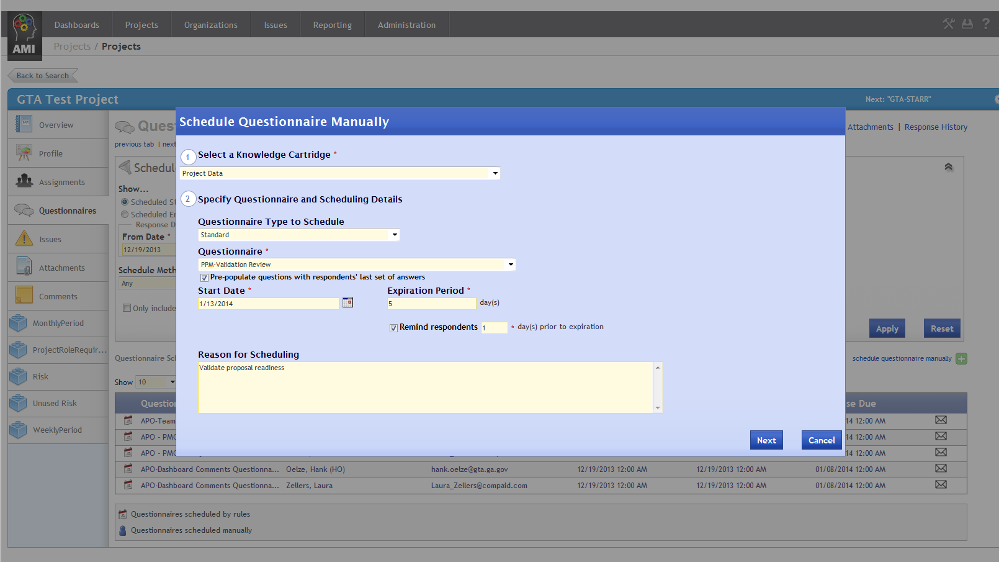 Dashboards Projects Organizations Issues Reporting Administration
?
AMI
Projects / Projects
Back to Search
GTA Test Project Next: "GTA-STARR"
Overview
Profile
Assignments
Questionnaires
Issues
Attachments
Comments
MonthlyPeriod
ProjectRoleRequir...
Risk
Unused Risk
WeeklyPeriod
Ques
Attachments | Response History
previous tab | next
Schedul
Show...
Scheduled St
Scheduled En
Response D
From Date *
12/19/2013
Schedule Meth
Any
Only include
Apply Reset
Questionnaire Sch
schedule questionnaire manually
Show 10
Schedule Questionnaire Manually
1 Select a Knowledge Cartridge *
Project Data
2 Specify Questionnaire and Scheduling Details
Questionnaire Type to Schedule
Standard
Questionnaire *
PPM-Validation Review
Pre-populate questions with respondents' last set of answers
Start Date * Expiration Period *
1/13/2014 5 day(s)
Remind respondents 1 * day(s) prior to expiration
Reason for Scheduling
Validate proposal readiness
Next Cancel
Questio se Due
APO-Team 14 12:00 AM
APO - PMO 14 12:00 AM
APO - PMO 14 12:00 AM
APO-Dashboard Comments Questionna... Oelze, Hank (HO) hank.oelze@gta.ga.gov 12/19/2013 12:00 AM 12/19/2013 12:00 AM 01/08/2014 12:00 AM
APO-Dashboard Comments Questionna... Zellers, Laura Laura_Zellers@compaid.com 12/19/2013 12:00 AM 12/19/2013 12:00 AM 01/08/2014 12:00 AM
Questionnaires scheduled by rules
Questionnaires scheduled manually